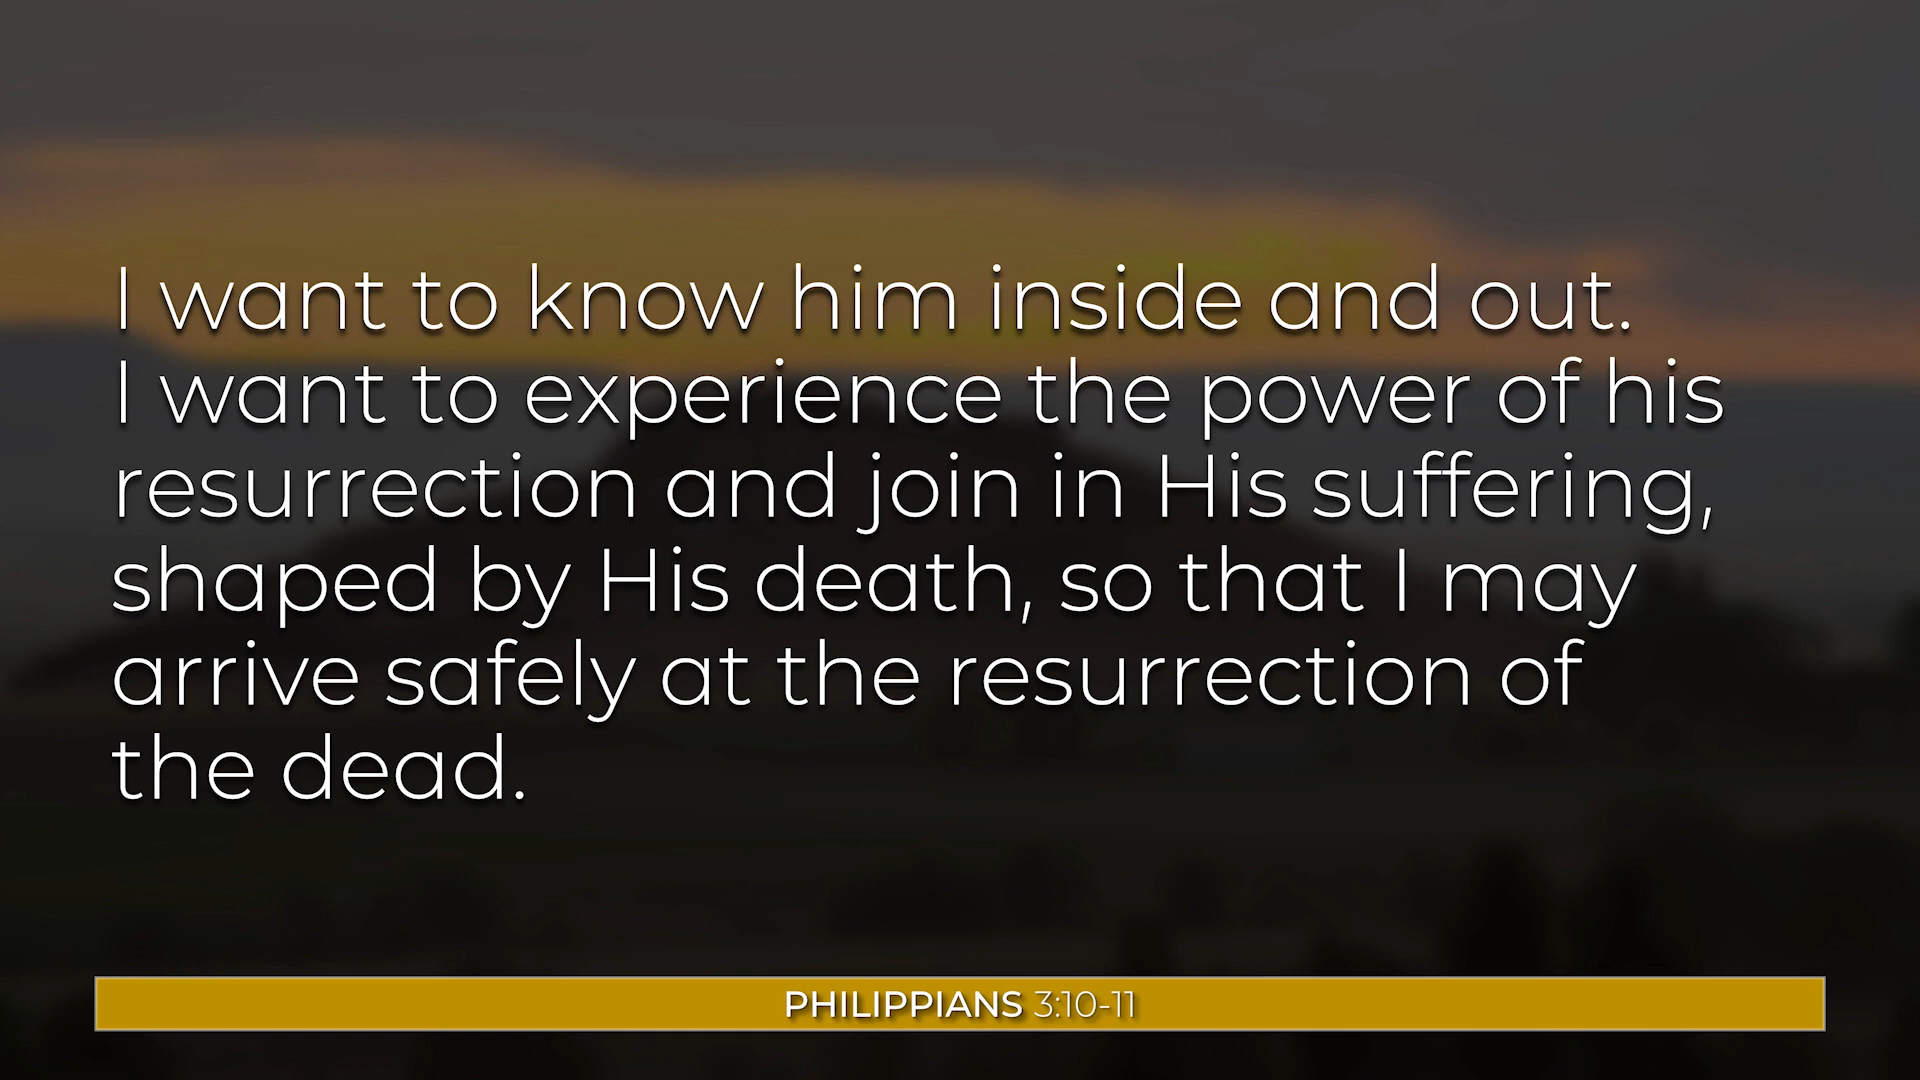 I want to know him inside and out.
I want to experience the power of his
resurrection and join in His suffering,
shaped by His death, so that I may
arrive safely at the resurrection of
the dead.
PHILIPPIANS 3:10-11